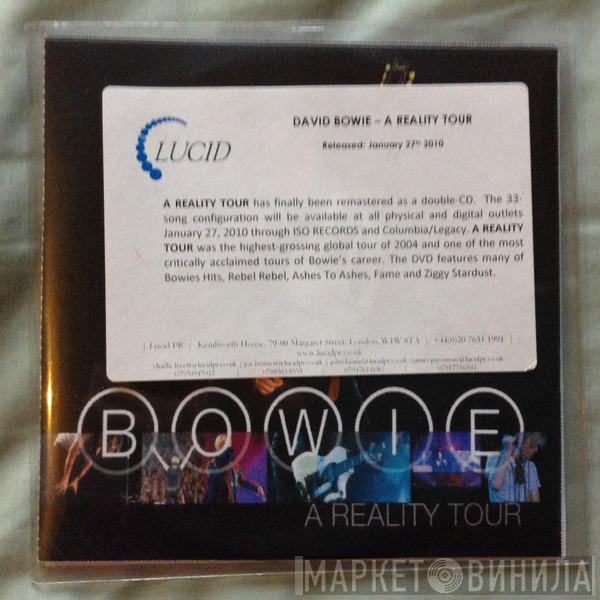 LUCID
DAVID BOWIE – A REALITY TOUR
Released: January 27th 2010
A REALITY TOUR has finally been remastered as a double-CD. The 33-
song configuration will be available at all physical and digital outlets
January 27, 2010 through ISO RECORDS and Columbia/Legacy. A REALITY
TOUR was the highest-grossing global tour of 2004 and one of the most
critically acclaimed tours of Bowie's career. The DVD features many of
Bowies Hits, Rebel Rebel, Ashes To Ashes, Fame and Ziggy Stardust.
| Lucid PR | Kenilworth House, 79-80 Margaret Street, London, W1W 8TA | +44(0)20 7631 1991 |
www.lucidpr.co.uk
BOWIE
A REALITY TOUR
МАРКЕТ ВИНИЛА